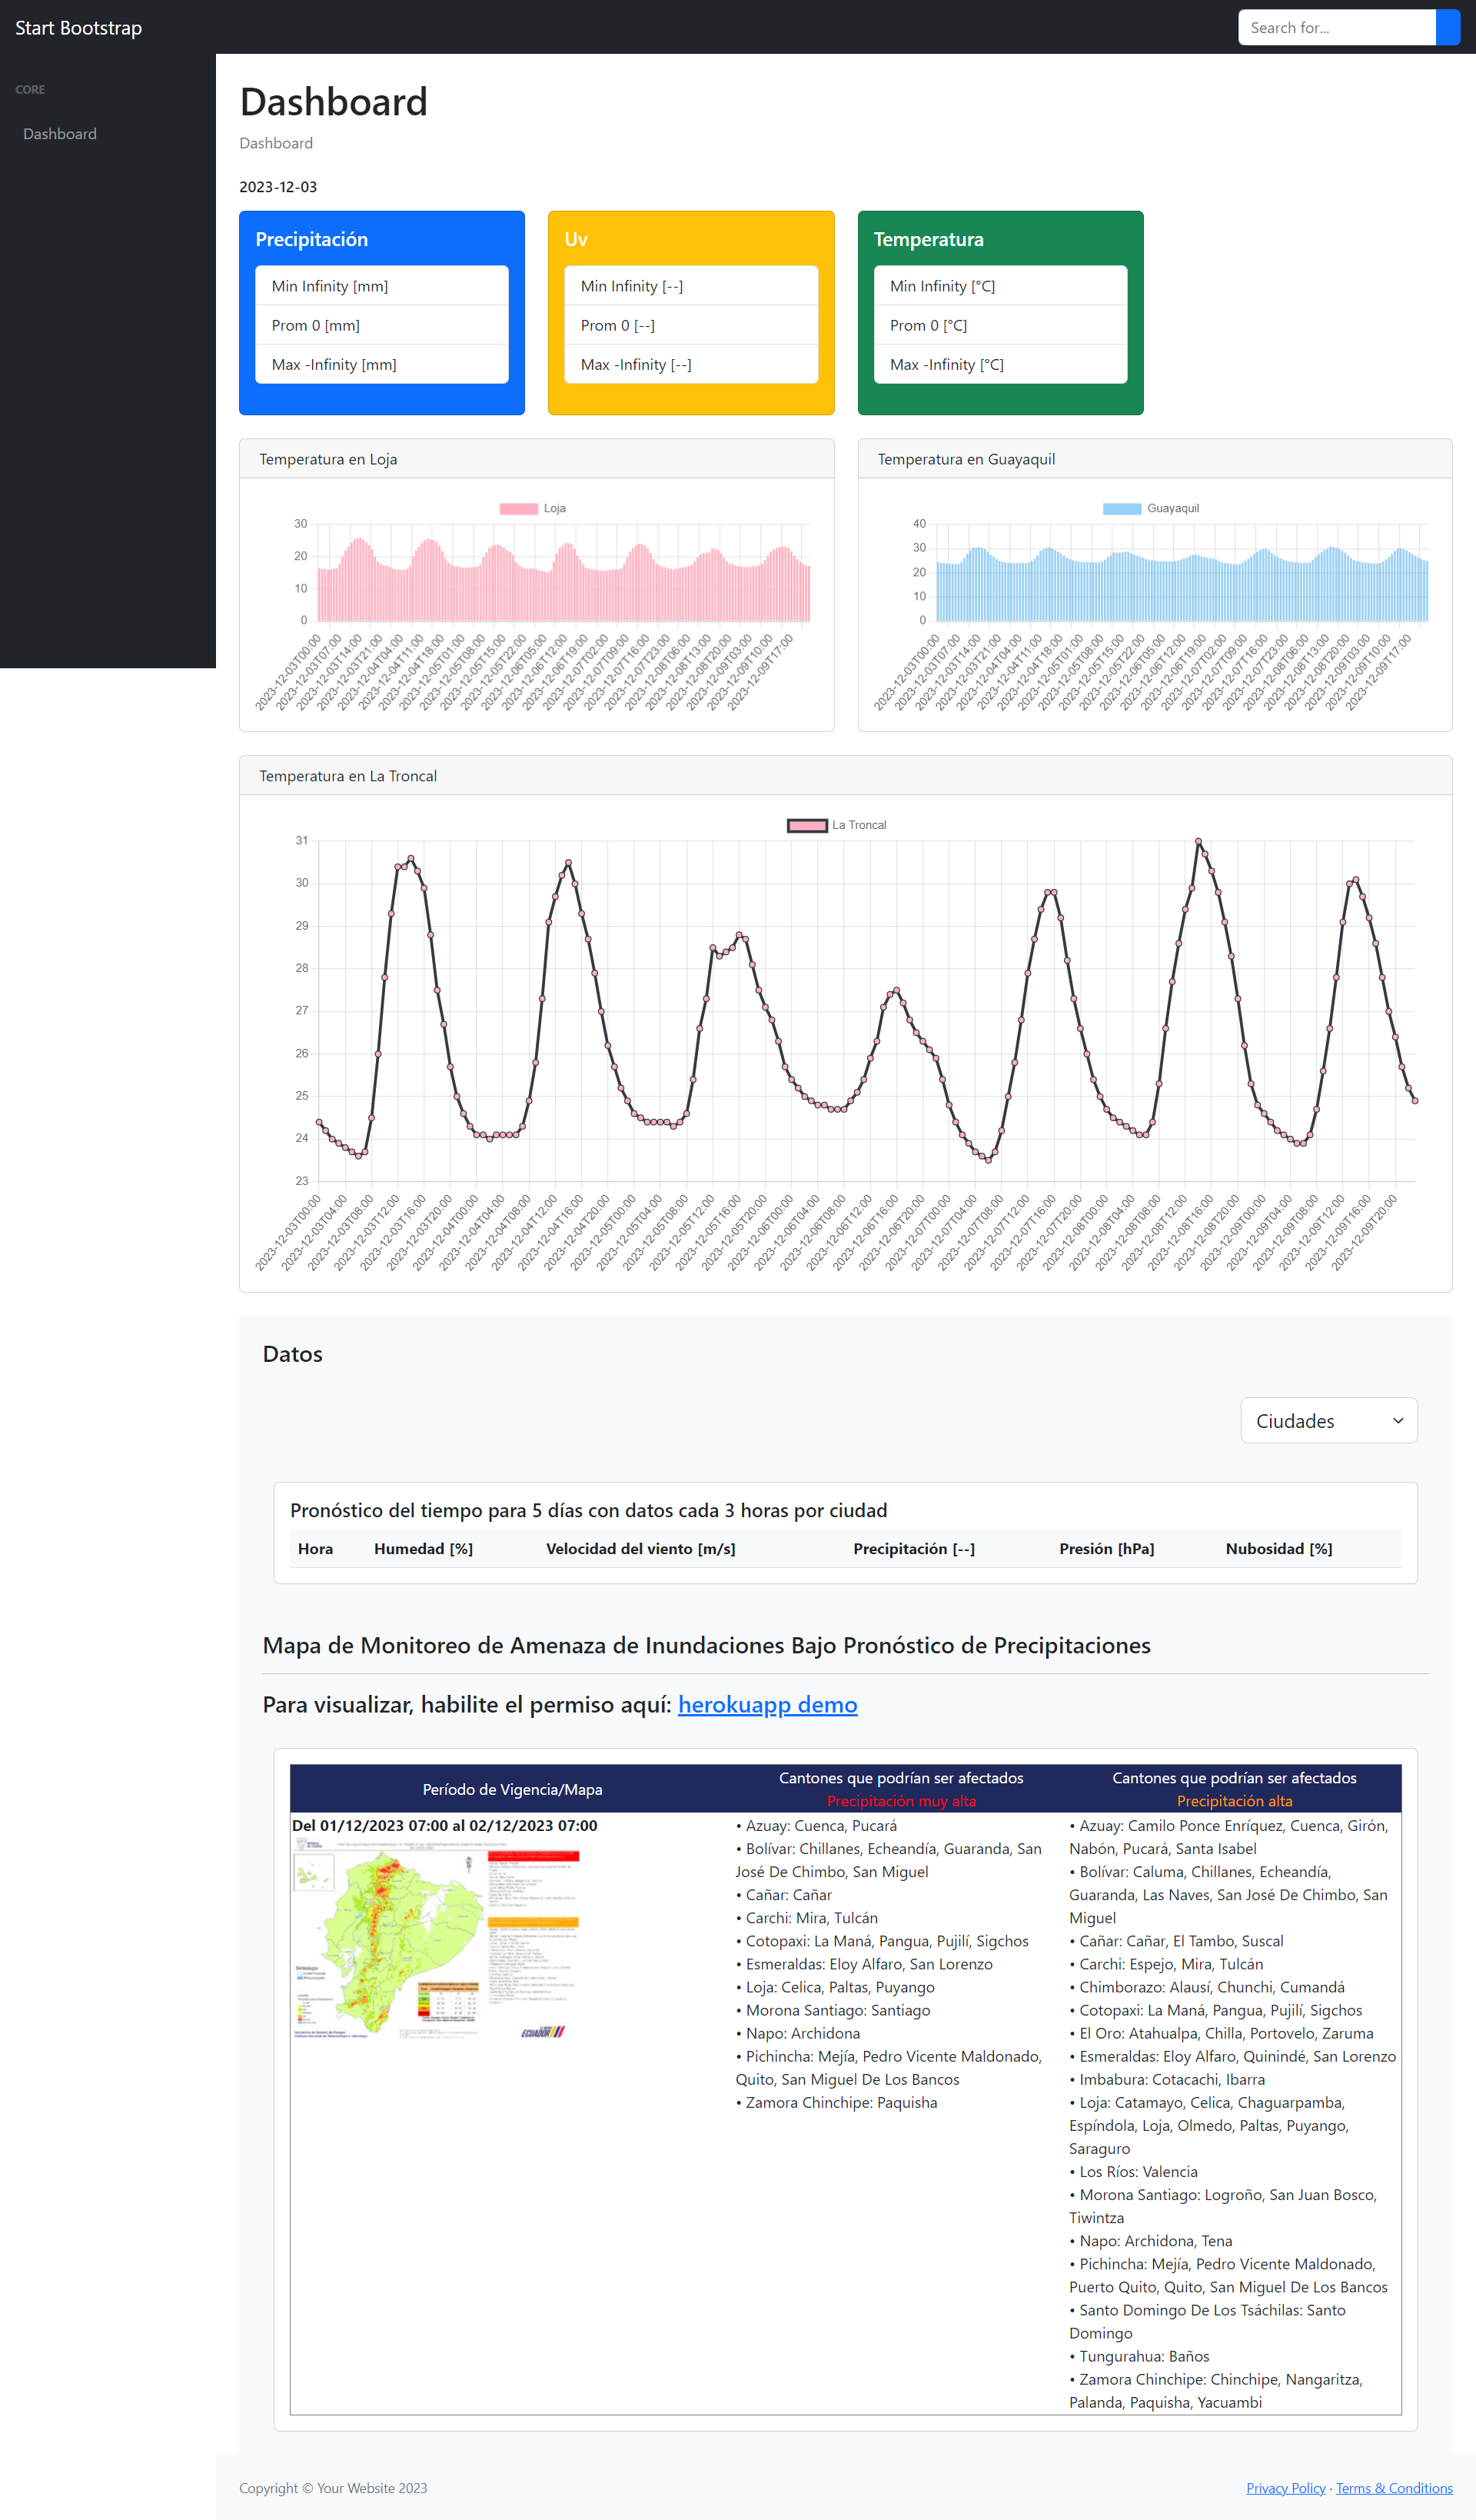 Start Bootstrap
Search for...
CORE
Dashboard
Dashboard
Dashboard
2023-12-03
Precipitación
Min Infinity [mm]
Prom 0 [mm]
Max -Infinity [mm]
Uv
Min Infinity [--]
Prom 0 [--]
Max -Infinity [--]
Temperatura
Min Infinity [°C]
Prom 0 [°C]
Max -Infinity [°C]
Temperatura en Loja
Loja
30
20
10
0
2023-12-03T00:00
2023-12-03T07:00
2023-12-03T14:00
2023-12-03T21:00
2023-12-04T04:00
2023-12-04T11:00
2023-12-04T18:00
2023-12-05T01:00
2023-12-05T08:00
2023-12-05T15:00
2023-12-05T22:00
2023-12-06T05:00
2023-12-06T12:00
2023-12-06T19:00
2023-12-07T02:00
2023-12-07T09:00
2023-12-07T16:00
2023-12-07T23:00
2023-12-08T06:00
2023-12-08T13:00
2023-12-08T20:00
2023-12-09T03:00
2023-12-09T10:00
2023-12-09T17:00
Temperatura en Guayaquil
Guayaquil
40
30
20
10
0
2023-12-03T00:00
2023-12-03T07:00
2023-12-03T14:00
2023-12-03T21:00
2023-12-04T04:00
2023-12-04T11:00
2023-12-04T18:00
2023-12-05T01:00
2023-12-05T08:00
2023-12-05T15:00
2023-12-05T22:00
2023-12-06T05:00
2023-12-06T12:00
2023-12-06T19:00
2023-12-07T02:00
2023-12-07T09:00
2023-12-07T16:00
2023-12-07T23:00
2023-12-08T06:00
2023-12-08T13:00
2023-12-08T20:00
2023-12-09T03:00
2023-12-09T10:00
2023-12-09T17:00
Temperatura en La Troncal
La Troncal
31
30
29
28
27
26
25
24
23
2023-12-03T00:00
2023-12-03T04:00
2023-12-03T08:00
2023-12-03T12:00
2023-12-03T16:00
2023-12-03T20:00
2023-12-04T00:00
2023-12-04T04:00
2023-12-04T08:00
2023-12-04T12:00
2023-12-04T16:00
2023-12-04T20:00
2023-12-05T00:00
2023-12-05T04:00
2023-12-05T08:00
2023-12-05T12:00
2023-12-05T16:00
2023-12-05T20:00
2023-12-06T00:00
2023-12-06T04:00
2023-12-06T08:00
2023-12-06T12:00
2023-12-06T16:00
2023-12-06T20:00
2023-12-07T00:00
2023-12-07T04:00
2023-12-07T08:00
2023-12-07T12:00
2023-12-07T16:00
2023-12-07T20:00
2023-12-08T00:00
2023-12-08T04:00
2023-12-08T08:00
2023-12-08T12:00
2023-12-08T16:00
2023-12-08T20:00
2023-12-09T00:00
2023-12-09T04:00
2023-12-09T08:00
2023-12-09T12:00
2023-12-09T16:00
2023-12-09T20:00
Datos
Ciudades
Pronóstico del tiempo para 5 días con datos cada 3 horas por ciudad
Hora Humedad [%] Velocidad del viento [m/s] Precipitación [--] Presión [hPa] Nubosidad [%]
Mapa de Monitoreo de Amenaza de Inundaciones Bajo Pronóstico de Precipitaciones
Para visualizar, habilite el permiso aquí: herokuapp demo
Período de Vigencia/Mapa
Cantones que podrían ser afectados
Precipitación muy alta
Cantones que podrían ser afectados
Precipitación alta
Del 01/12/2023 07:00 al 02/12/2023 07:00
ECUADOR
• Azuay: Cuenca, Pucará
• Bolívar: Chillanes, Echeandía, Guaranda, San
José De Chimbo, San Miguel
• Cañar: Cañar
• Carchi: Mira, Tulcán
• Cotopaxi: La Maná, Pangua, Pujilí, Sigchos
• Esmeraldas: Eloy Alfaro, San Lorenzo
• Loja: Celica, Paltas, Puyango
• Morona Santiago: Santiago
• Napo: Archidona
• Pichincha: Mejía, Pedro Vicente Maldonado,
Quito, San Miguel De Los Bancos
• Zamora Chinchipe: Paquisha
• Azuay: Camilo Ponce Enríquez, Cuenca, Girón,
Nabón, Pucará, Santa Isabel
• Bolívar: Caluma, Chillanes, Echeandía,
Guaranda, Las Naves, San José De Chimbo, San
Miguel
• Cañar: Cañar, El Tambo, Suscal
• Carchi: Espejo, Mira, Tulcán
• Chimborazo: Alausí, Chunchi, Cumandá
• Cotopaxi: La Maná, Pangua, Pujilí, Sigchos
• El Oro: Atahualpa, Chilla, Portovelo, Zaruma
• Esmeraldas: Eloy Alfaro, Quinindé, San Lorenzo
• Imbabura: Cotacachi, Ibarra
• Loja: Catamayo, Celica, Chaguarpamba,
Espíndola, Loja, Olmedo, Paltas, Puyango,
Saraguro
• Los Ríos: Valencia
• Morona Santiago: Logroño, San Juan Bosco,
Tiwintza
• Napo: Archidona, Tena
• Pichincha: Mejía, Pedro Vicente Maldonado,
Puerto Quito, Quito, San Miguel De Los Bancos
• Santo Domingo De Los Tsáchilas: Santo
Domingo
• Tungurahua: Baños
• Zamora Chinchipe: Chinchipe, Nangaritza,
Palanda, Paquisha, Yacuambi
Copyright © Your Website 2023
Privacy Policy · Terms & Conditions